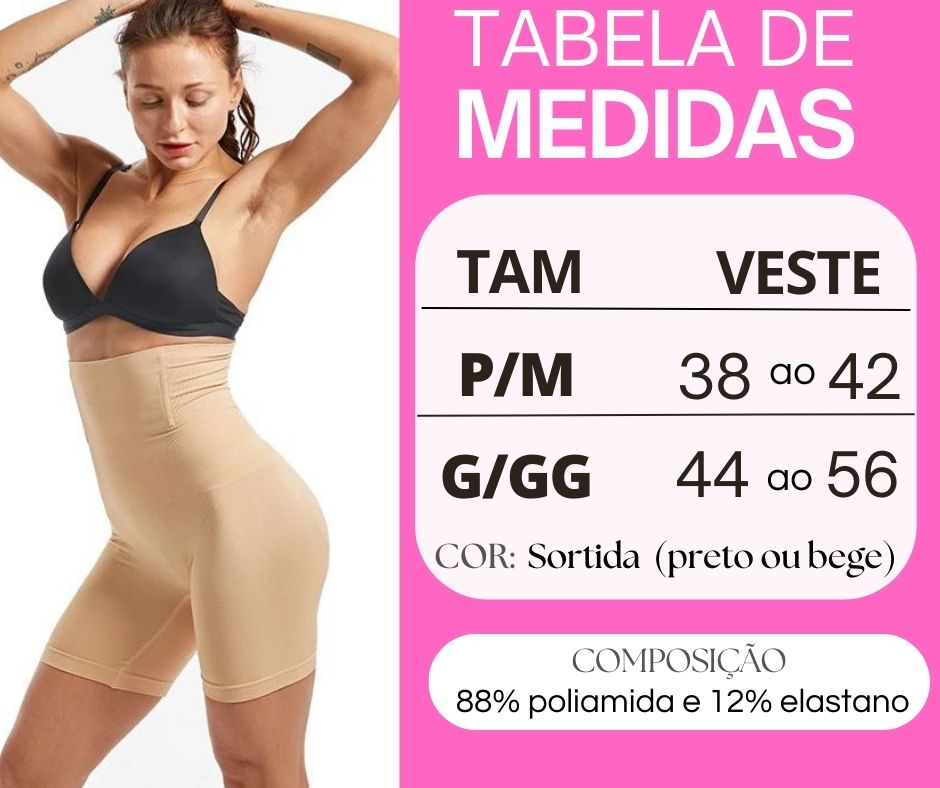 TABELA DE
MEDIDAS
TAM VESTE
P/M 38 ao 42
G/GG 44 ao 56
COR: Sortida (preto ou bege)
COMPOSIÇÃO
88% poliamida e 12% elastano